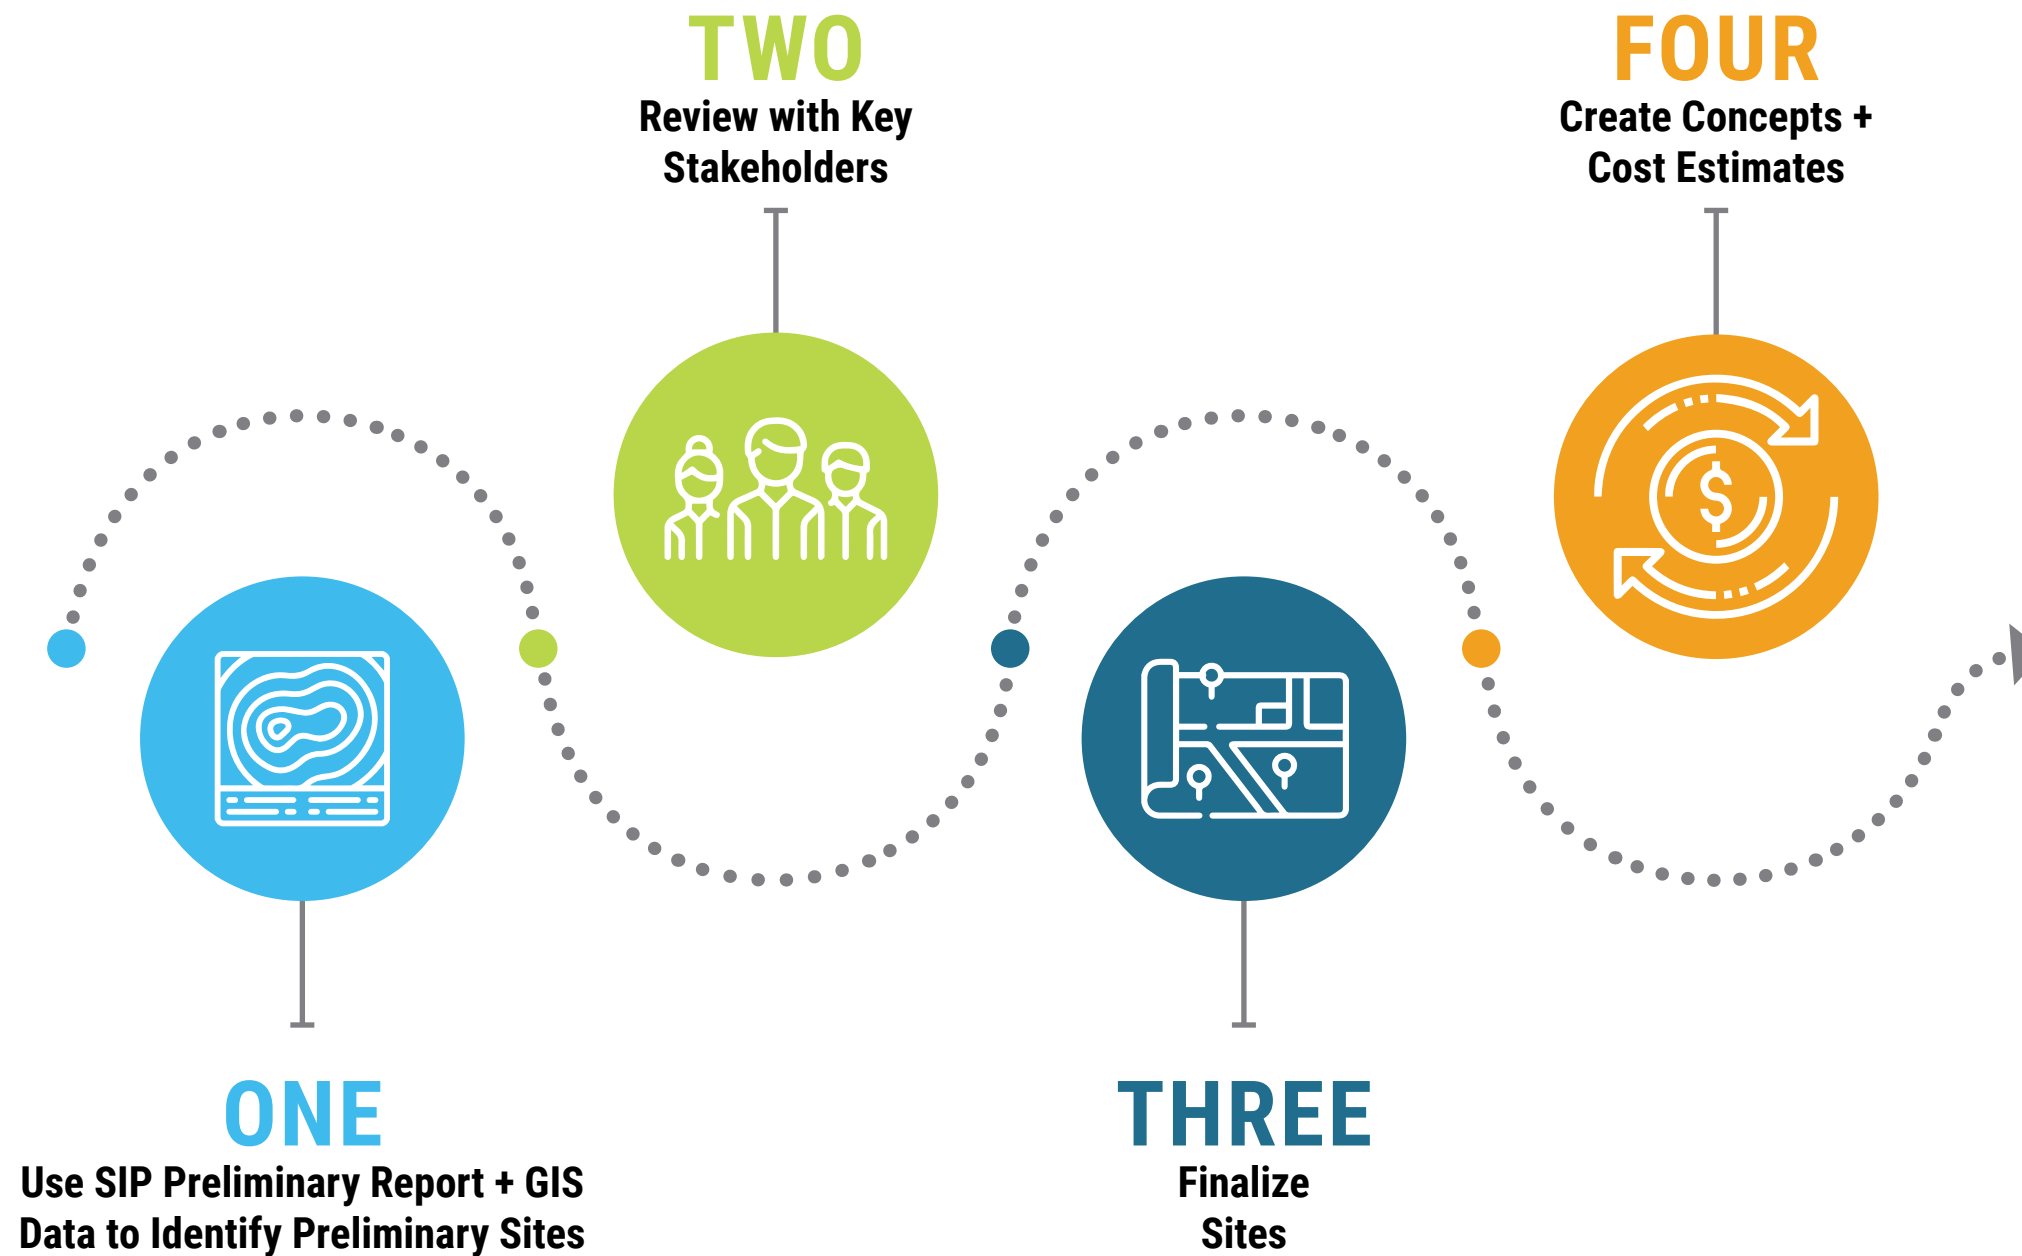 ONE
Use SIP Preliminary Report + GIS
Data to Identify Preliminary Sites
TWO
Review with Key
Stakeholders
THREE
Finalize
Sites
FOUR
Create Concepts +
Cost Estimates
$